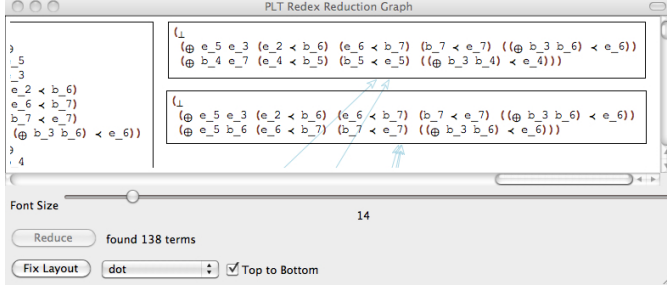 PLT Redex Reduction Graph
(⊥
(⊕ e_5 e_3 (e_2 ≺ b_6) (e_6 ≺ b_7) (b_7 ≺ e_7) ((⊕ b_3 b_6) ≺ e_6))
(⊕ b_4 e_7 (e_4 ≺ b_5) (b_5 ≺ e_5) ((⊕ b_3 b_4) ≺ e_4)))
_5
_3
e_2 ≺ b_6)
e_6 ≺ b_7)
b_7 ≺ e_7)
(⊕ b_3 b_6) ≺ e_6))
4
(⊥
(⊕ e_5 e_3 (e_2 ≺ b_6) (e_6 ≺ b_7) (b_7 ≺ e_7) ((⊕ b_3 b_6) ≺ e_6))
(⊕ e_5 b_6 (e_6 ≺ b_7) (b_7 ≺ e_7) ((⊕ b_3 b_6) ≺ e_6)))
Font Size
14
Reduce found 138 terms
Fix Layout dot Top to Bottom